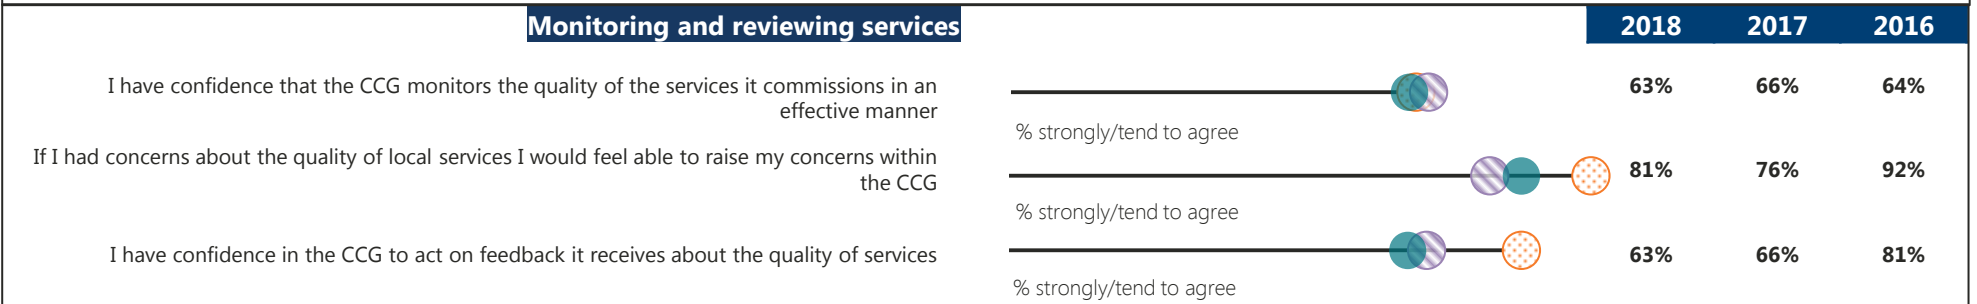 Monitoring and reviewing services 2018 2017 2016
I have confidence that the CCG monitors the quality of the services it commissions in an
effective manner
63% 66% 64%
% strongly/tend to agree
If I had concerns about the quality of local services I would feel able to raise my concerns within
the CCG
81% 76% 92%
% strongly/tend to agree
I have confidence in the CCG to act on feedback it receives about the quality of services
63% 66% 81%
% strongly/tend to agree